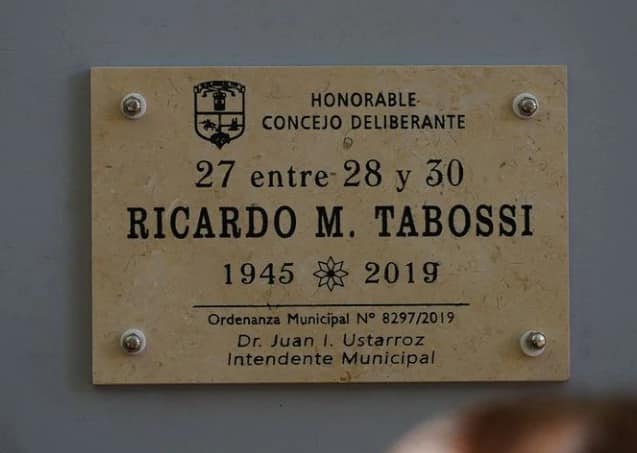 HONORABLE
CONCEJO DELIBERANTE
27 entre 28 y 30
RICARDO M. TABOSSI
1945 2019
Ordenanza Municipal Nº 8297/2019
Dr. Juan I. Ustarroz
Intendente Municipal